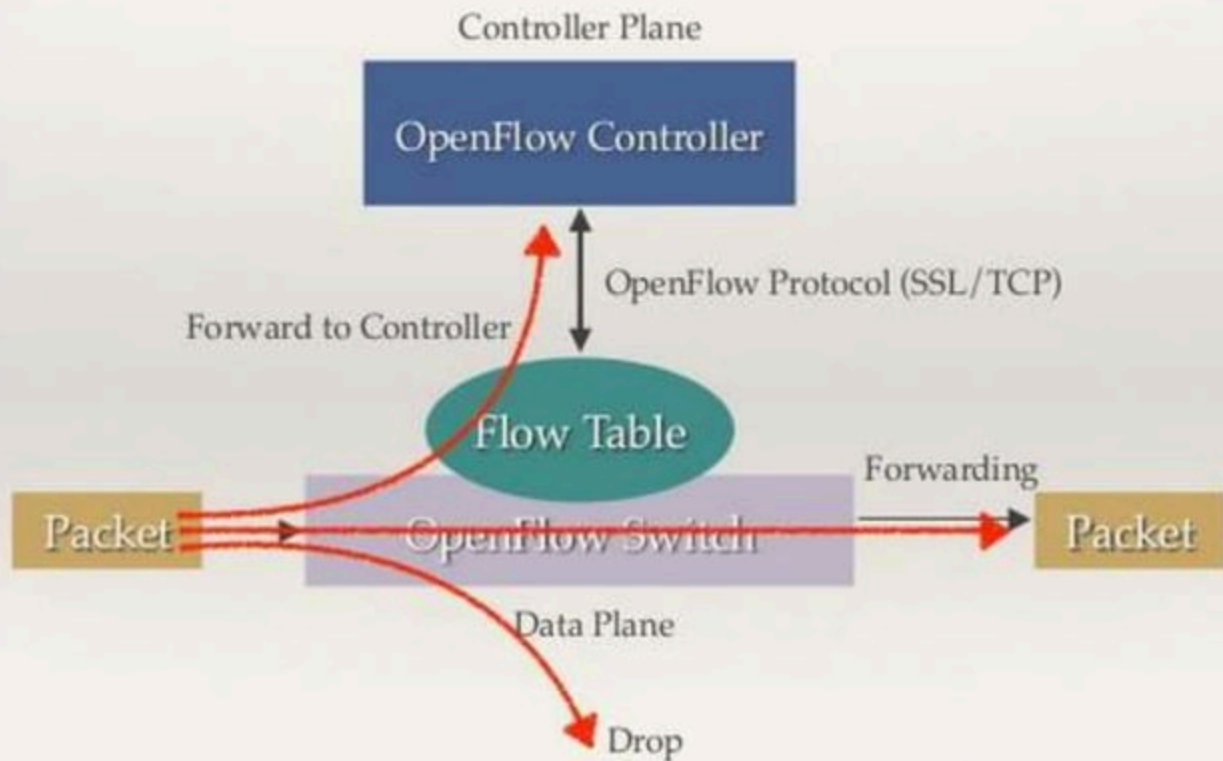 Controller Plane
OpenFlow Controller
OpenFlow Protocol (SSL/TCP)
Forward to Controller
Flow Table
Forwarding
Packet
OpenFlow Switch
Packet
Data Plane
Drop